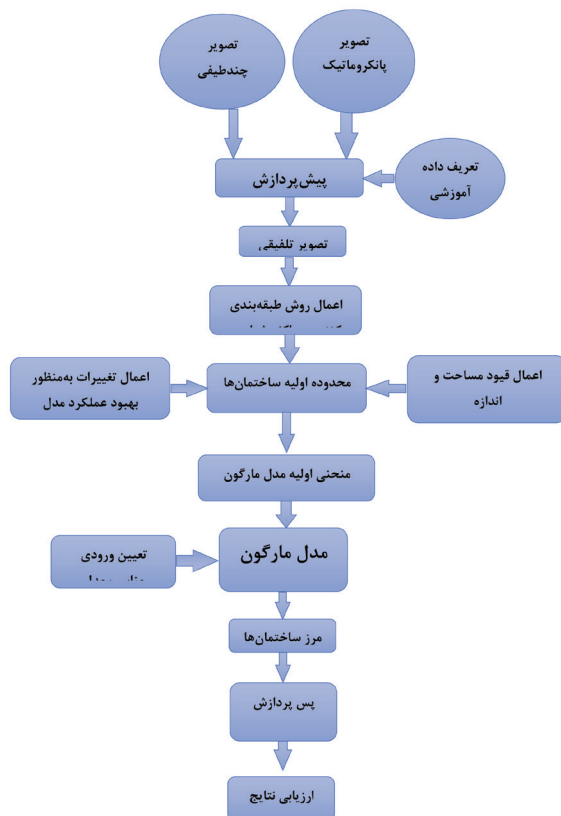 تصویر
چندطیفی
تصویر
پانکروماتیک
پیش‌پردازش
تعریف داده
آموزشی
تصویر تلفیقی
اعمال روش طبقه‌بندی
اعمال تغییرات به‌منظور
بهبود عملکرد مدل
محدوده اولیه ساختمان‌ها
اعمال قیود مساحت و
اندازه
منحنی اولیه مدل مارگون
تعیین ورودی
مدل مارگون
مرز ساختمان‌ها
پس پردازش
ارزیابی نتایج